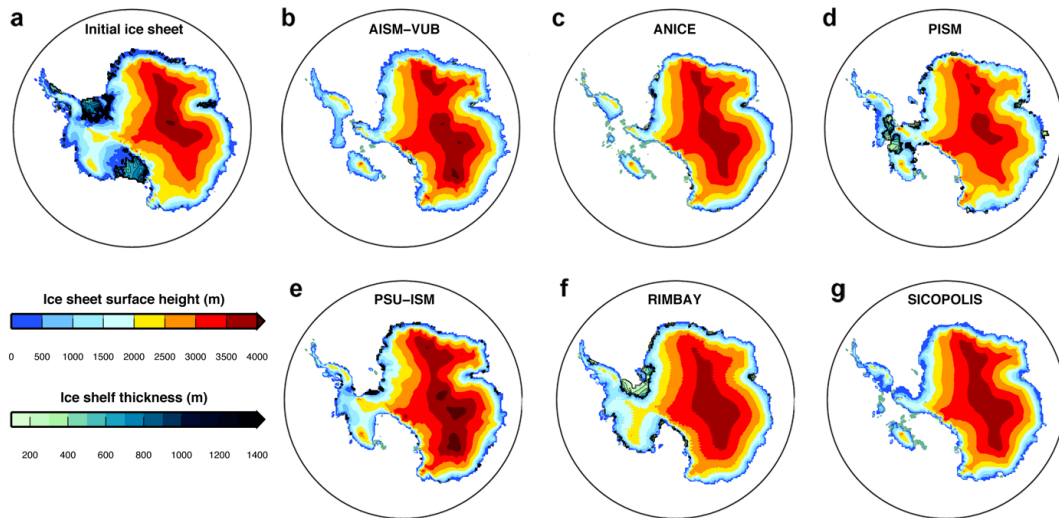 a
Initial ice sheet
b
AISM–VUB
c
ANICE
d
PISM
Ice sheet surface height (m)
0 500 1000 1500 2000 2500 3000 3500 4000
Ice shelf thickness (m)
200 400 600 800 1000 1200 1400
e
PSU–ISM
f
RIMBAY
g
SICOPOLIS